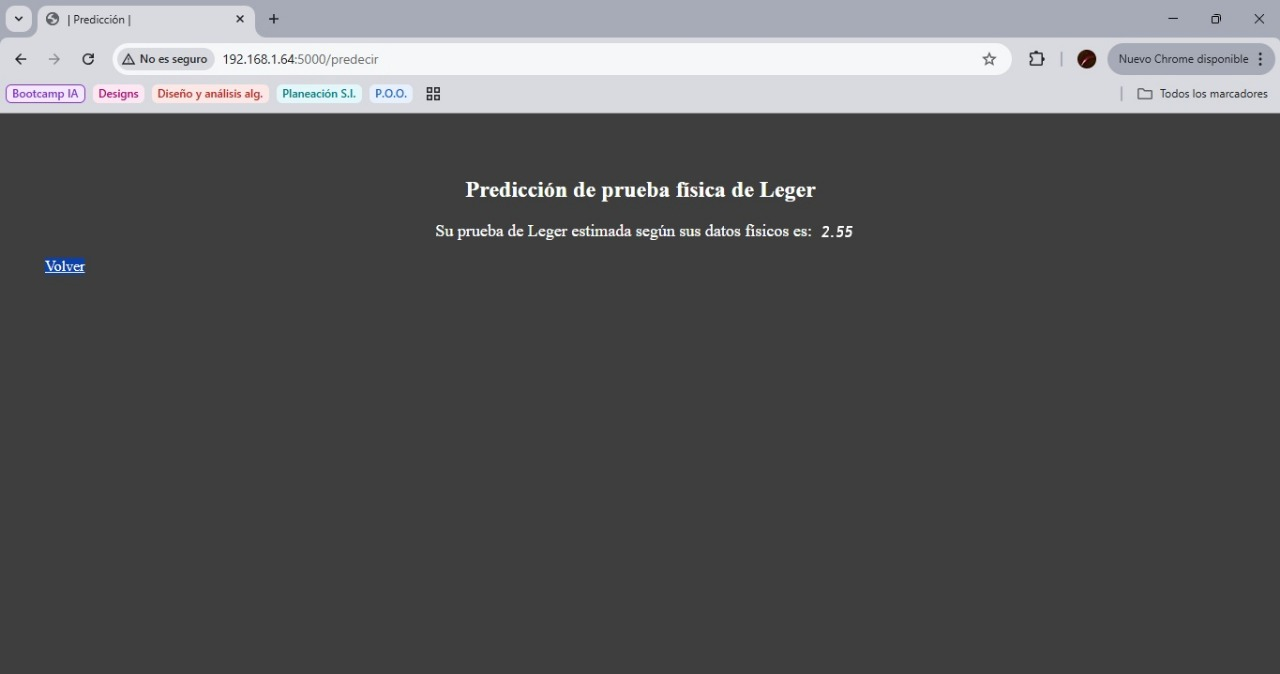 | Predicción |
No es seguro 192.168.1.64:5000/predecir Nuevo Chrome disponible
Bootcamp IA Designs Diseño y análisis alg. Planeación S.I. P.O.O. Todos los marcadores
Predicción de prueba física de Leger
Su prueba de Leger estimada según sus datos físicos es: 2.55
Volver